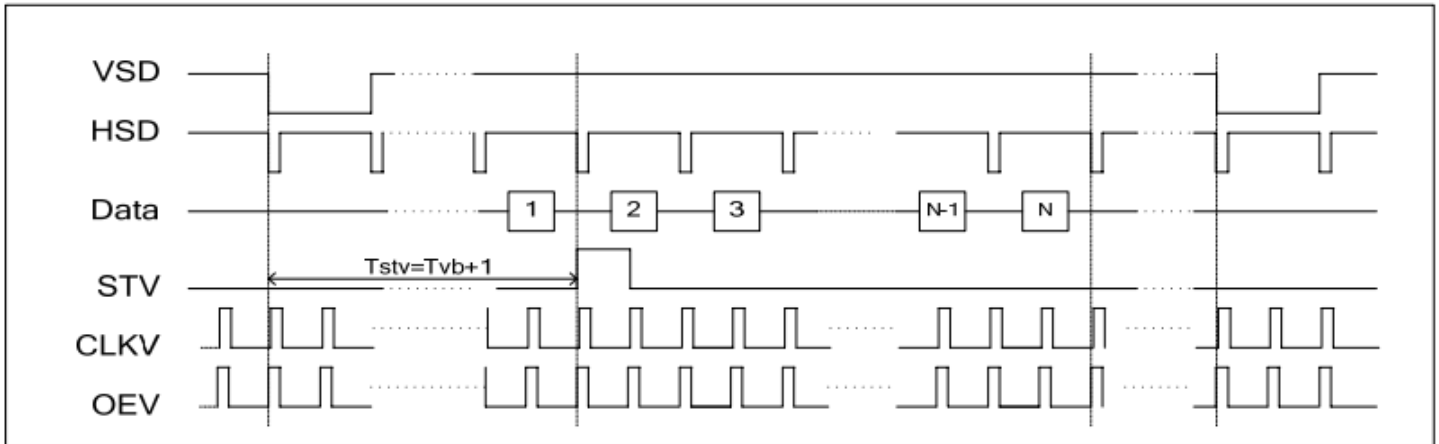 VSD
HSD
Data 1 2 3 N-1 N
Tstv=Tvb+1
STV
CLKV
OEV